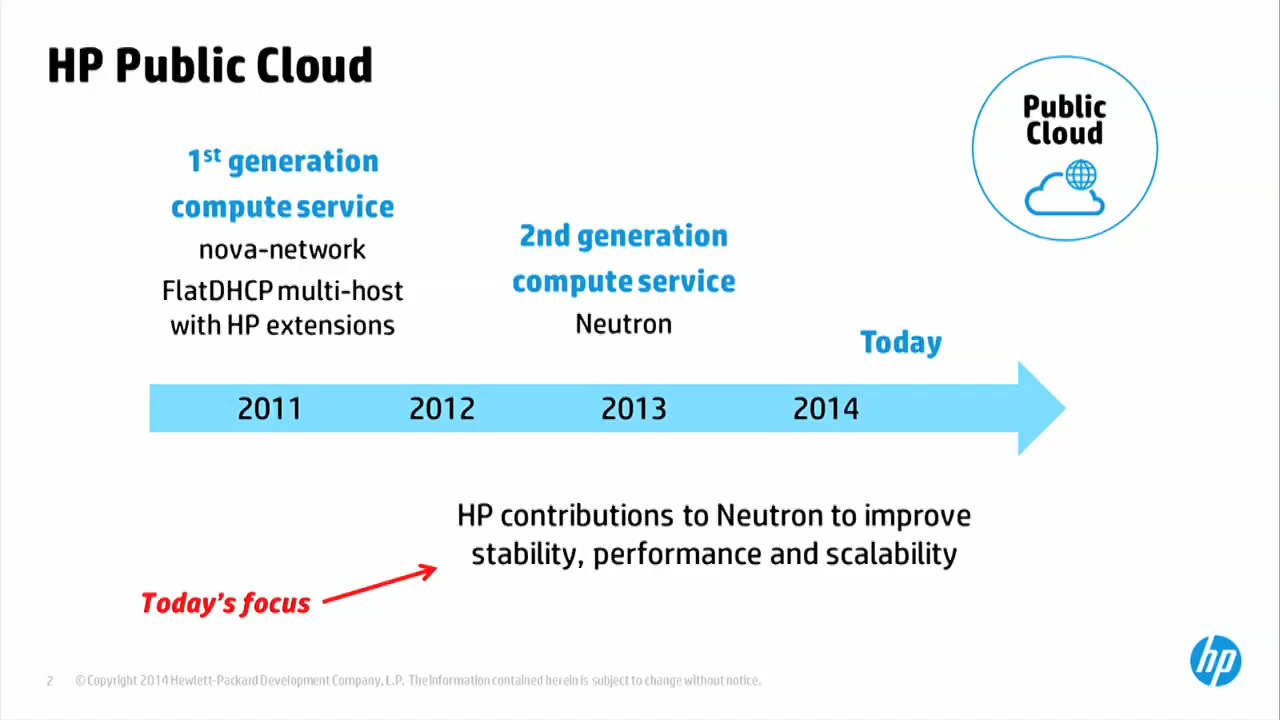 HP Public Cloud
Public
Cloud
1st generation
compute service
nova-network
FlatDHCP multi-host
with HP extensions
2nd generation
compute service
Neutron
Today
2011 2012 2013 2014
HP contributions to Neutron to improve
stability, performance and scalability
Today's focus
hp
2 © Copyright 2014 Hewlett-Packard Development Company, L.P. The information contained herein is subject to change without notice.